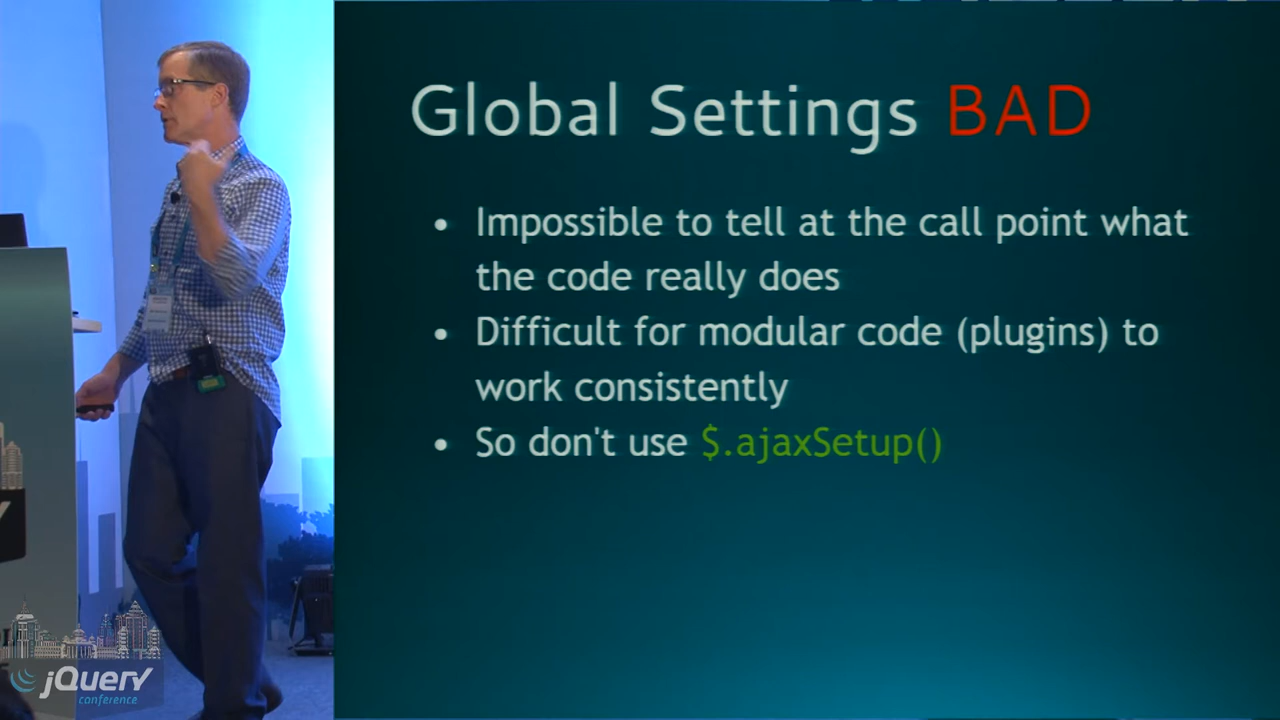 Global Settings BAD
• Impossible to tell at the call point what
the code really does
• Difficult for modular code (plugins) to
work consistently
• So don't use $.ajaxSetup()
jQuery
conference